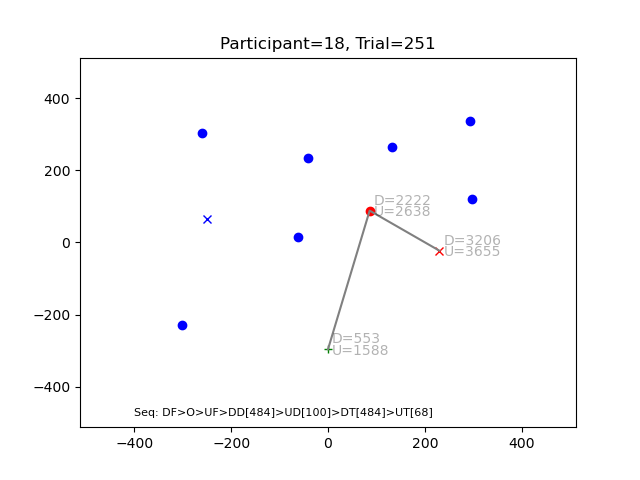 Participant=18, Trial=251
400
200
0
−200
−400
D=2222
U=2638
D=3206
U=3655
D=553
U=1588
Seq: DF>O>UF>DD[484]>UD[100]>DT[484]>UT[68]
−400
−200
0
200
400